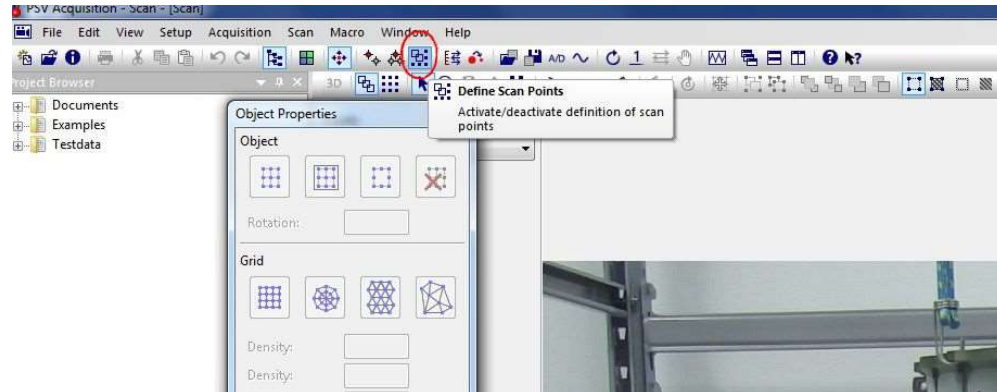 PSV Acquisition - Scan - [Scan]
File Edit View Setup Acquisition Scan Macro Window Help
A/D 1 ?
Project Browser
3D
Documents
Examples
Testdata
Define Scan Points
Activate/deactivate definition of scan
points
Object Properties
Object
Rotation:
Grid
Density:
Density: